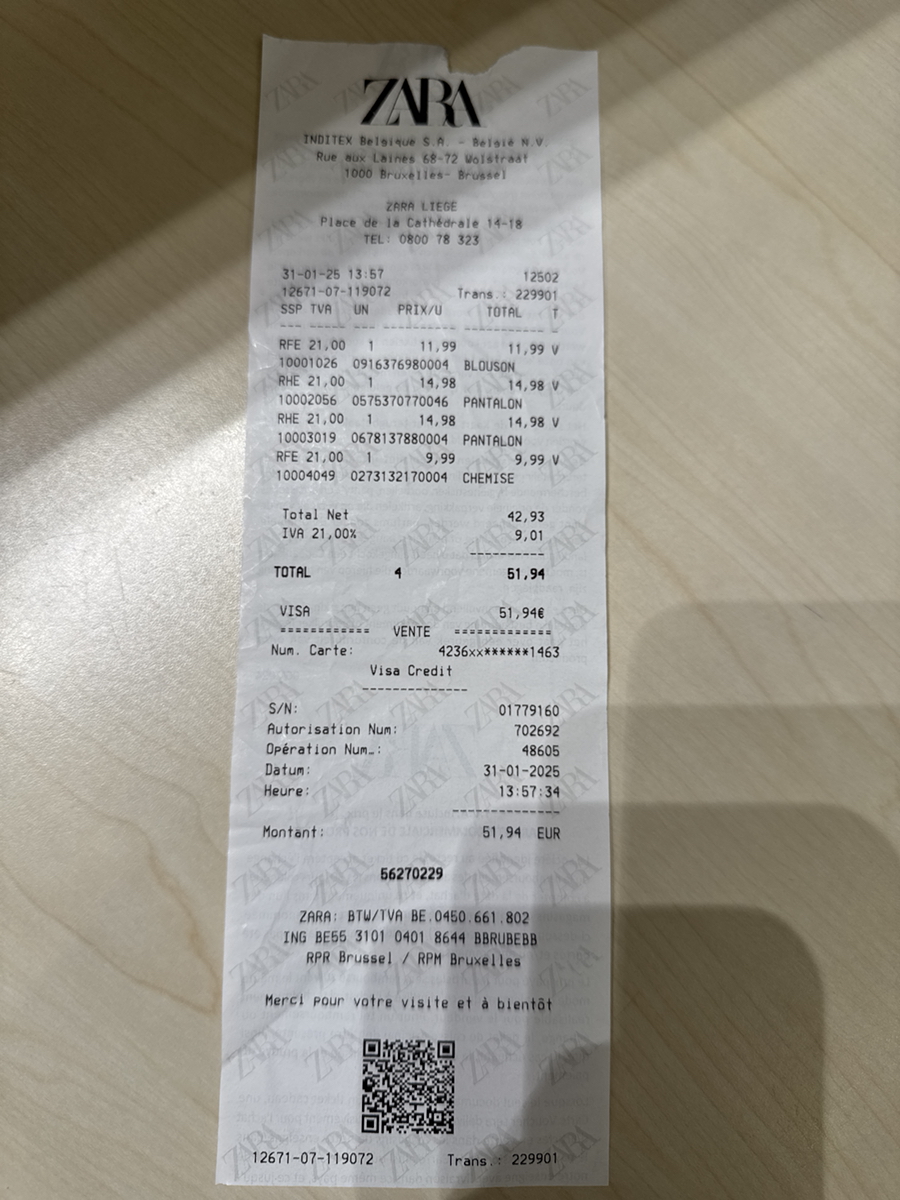 ZARA
INDITEX Belgique S.A. - België N.V.
Rue aux Laines 68-72 Wolstraat
1000 Bruxelles- Brussel
ZARA LIEGE
Place de la Cathédrale 14-18
TEL: 0800 78 323
31-01-25 13:57 12502
12671-07-119072 Trans.: 229901
SSP TVA UN PRIX/U TOTAL T
--- ---- --- ---------- ----------- -
RFE 21,00 1 11,99 11,99 V
10001026 0916376980004 BLOUSON
RHE 21,00 1 14,98 14,98 V
10002056 0575370770046 PANTALON
RHE 21,00 1 14,98 14,98 V
10003019 0678137880004 PANTALON
RFE 21,00 1 9,99 9,99 V
10004049 0273132170004 CHEMISE
Total Net 42,93
IVA 21,00% 9,01
----------
TOTAL 4 51,94
VISA 51,94€
============ VENTE =============
Num. Carte: 4236xx******1463
Visa Credit
--------------
S/N: 01779160
Autorisation Num: 702692
Opération Num..: 48605
Datum: 31-01-2025
Heure: 13:57:34
--------------
Montant: 51,94 EUR
56270229
ZARA: BTW/TVA BE.0450.661.802
ING BE55 3101 0401 8644 BBRUBEBB
RPR Brussel / RPM Bruxelles
Merci pour votre visite et à bientôt
12671-07-119072 Trans.: 229901